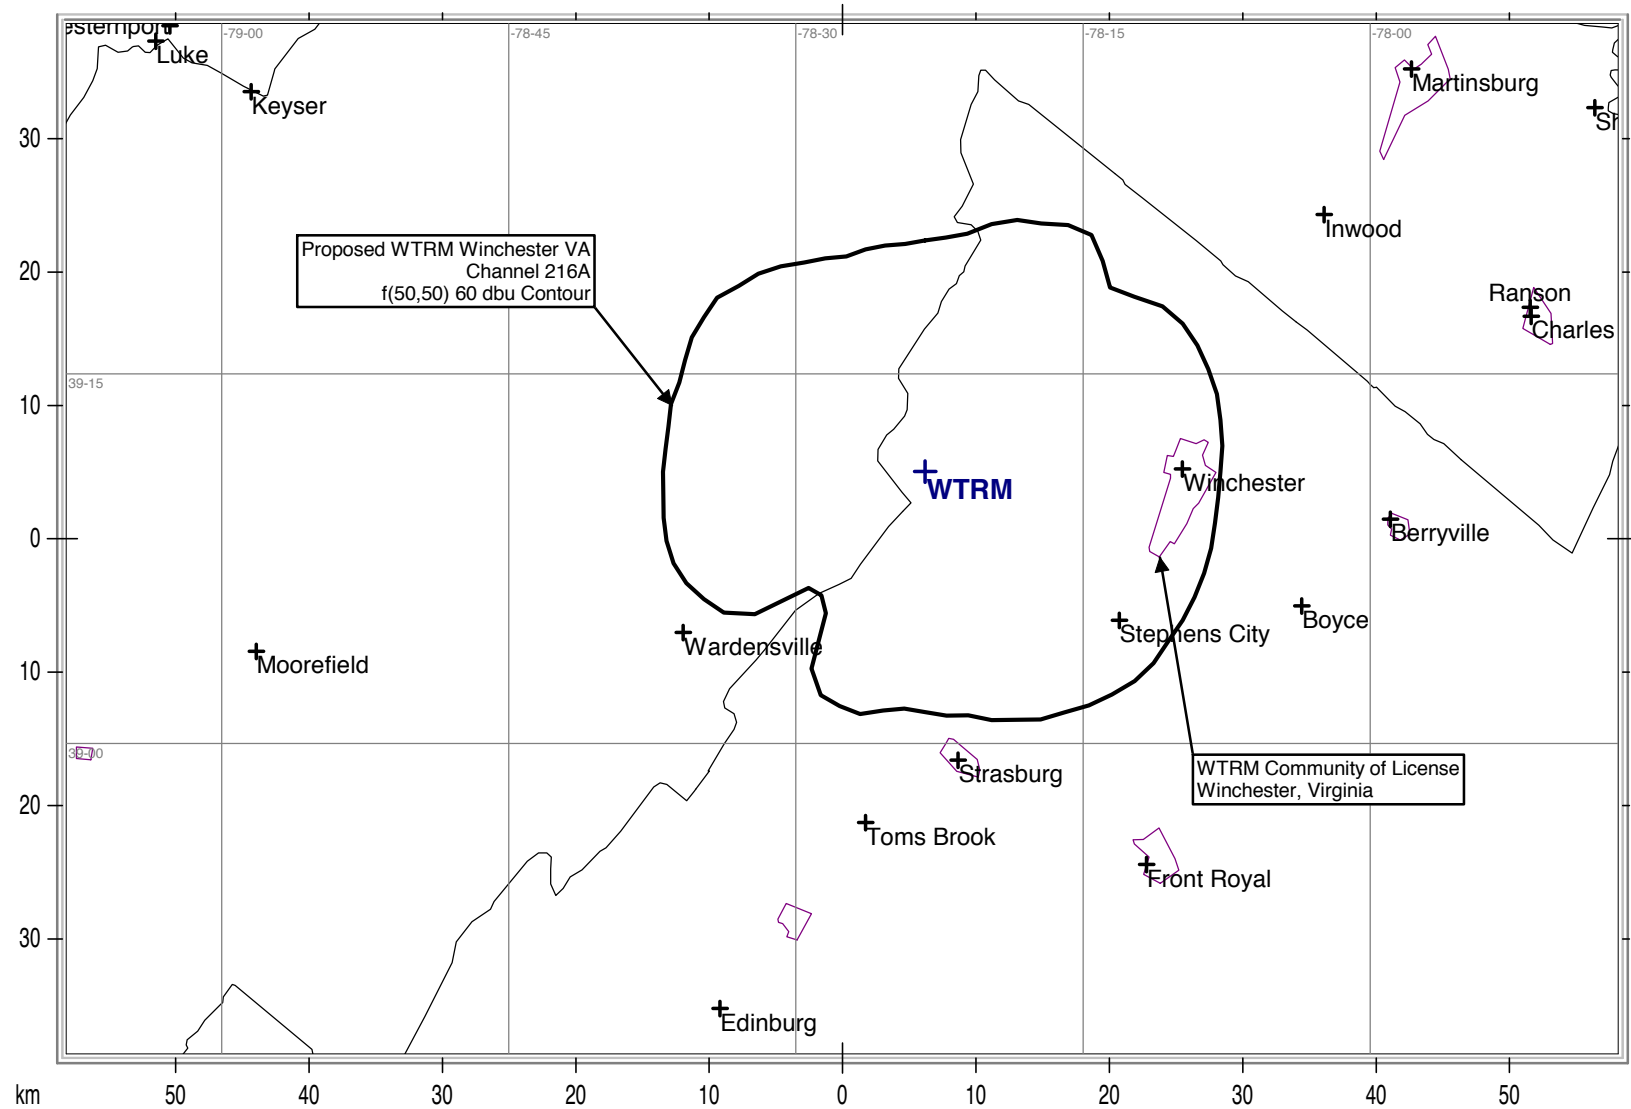 -79-00
-78-45
-78-30
-78-15
-78-00
Luke
Keyser
Martinsburg
30
Inwood
Proposed WTRM Winchester VA
Channel 216A
f(50,50) 60 dbu Contour
20
Ranson
Charles
39-15
10
WTRM
Winchester
Berryville
0
Boyce
Stephens City
Wardensville
Moorefield
10
39-00
Strasburg
WTRM Community of License
Winchester, Virginia
20
Toms Brook
Front Royal
30
Edinburg
km
50
40
30
20
10
0
10
20
30
40
50